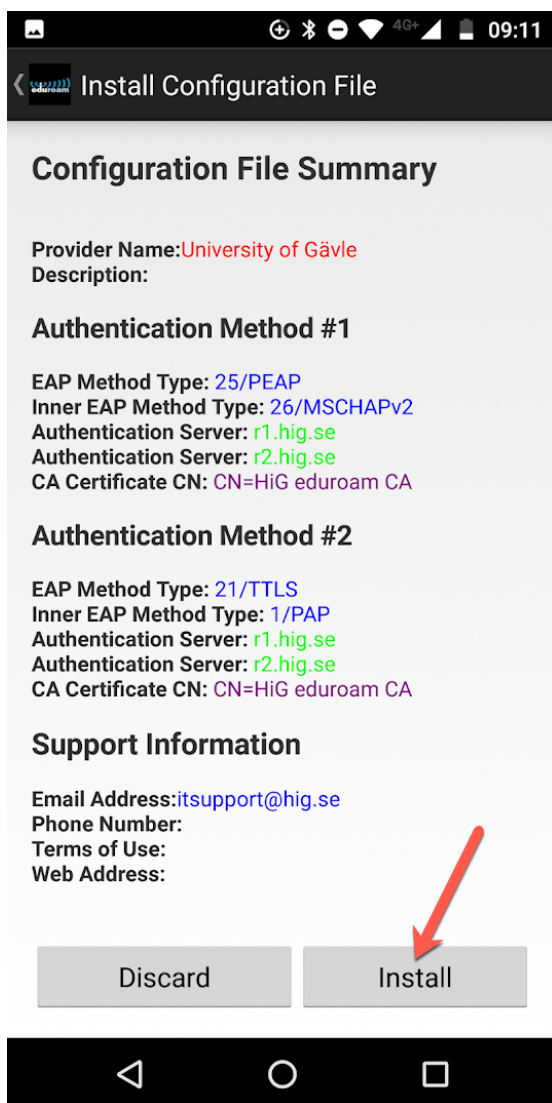 4G+ 09:11
eduroam Install Configuration File
Configuration File Summary
Provider Name:University of Gävle
Description:
Authentication Method #1
EAP Method Type: 25/PEAP
Inner EAP Method Type: 26/MSCHAPv2
Authentication Server: r1.hig.se
Authentication Server: r2.hig.se
CA Certificate CN: CN=HiG eduroam CA
Authentication Method #2
EAP Method Type: 21/TTLS
Inner EAP Method Type: 1/PAP
Authentication Server: r1.hig.se
Authentication Server: r2.hig.se
CA Certificate CN: CN=HiG eduroam CA
Support Information
Email Address:itsupport@hig.se
Phone Number:
Terms of Use:
Web Address:
Discard Install